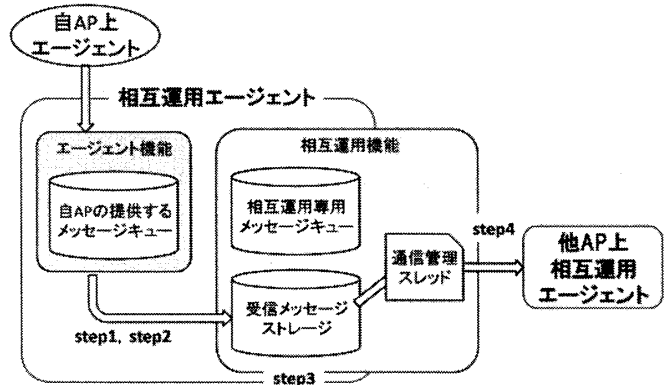 自AP上
エージェント
相互運用エージェント
エージェント機能
自APの提供する
メッセージキュー
相互運用機能
相互運用専用
メッセージキュー
受信メッセージ
ストレージ
通信管理
スレッド
step4
他AP上
相互運用
エージェント
step1, step2
step3